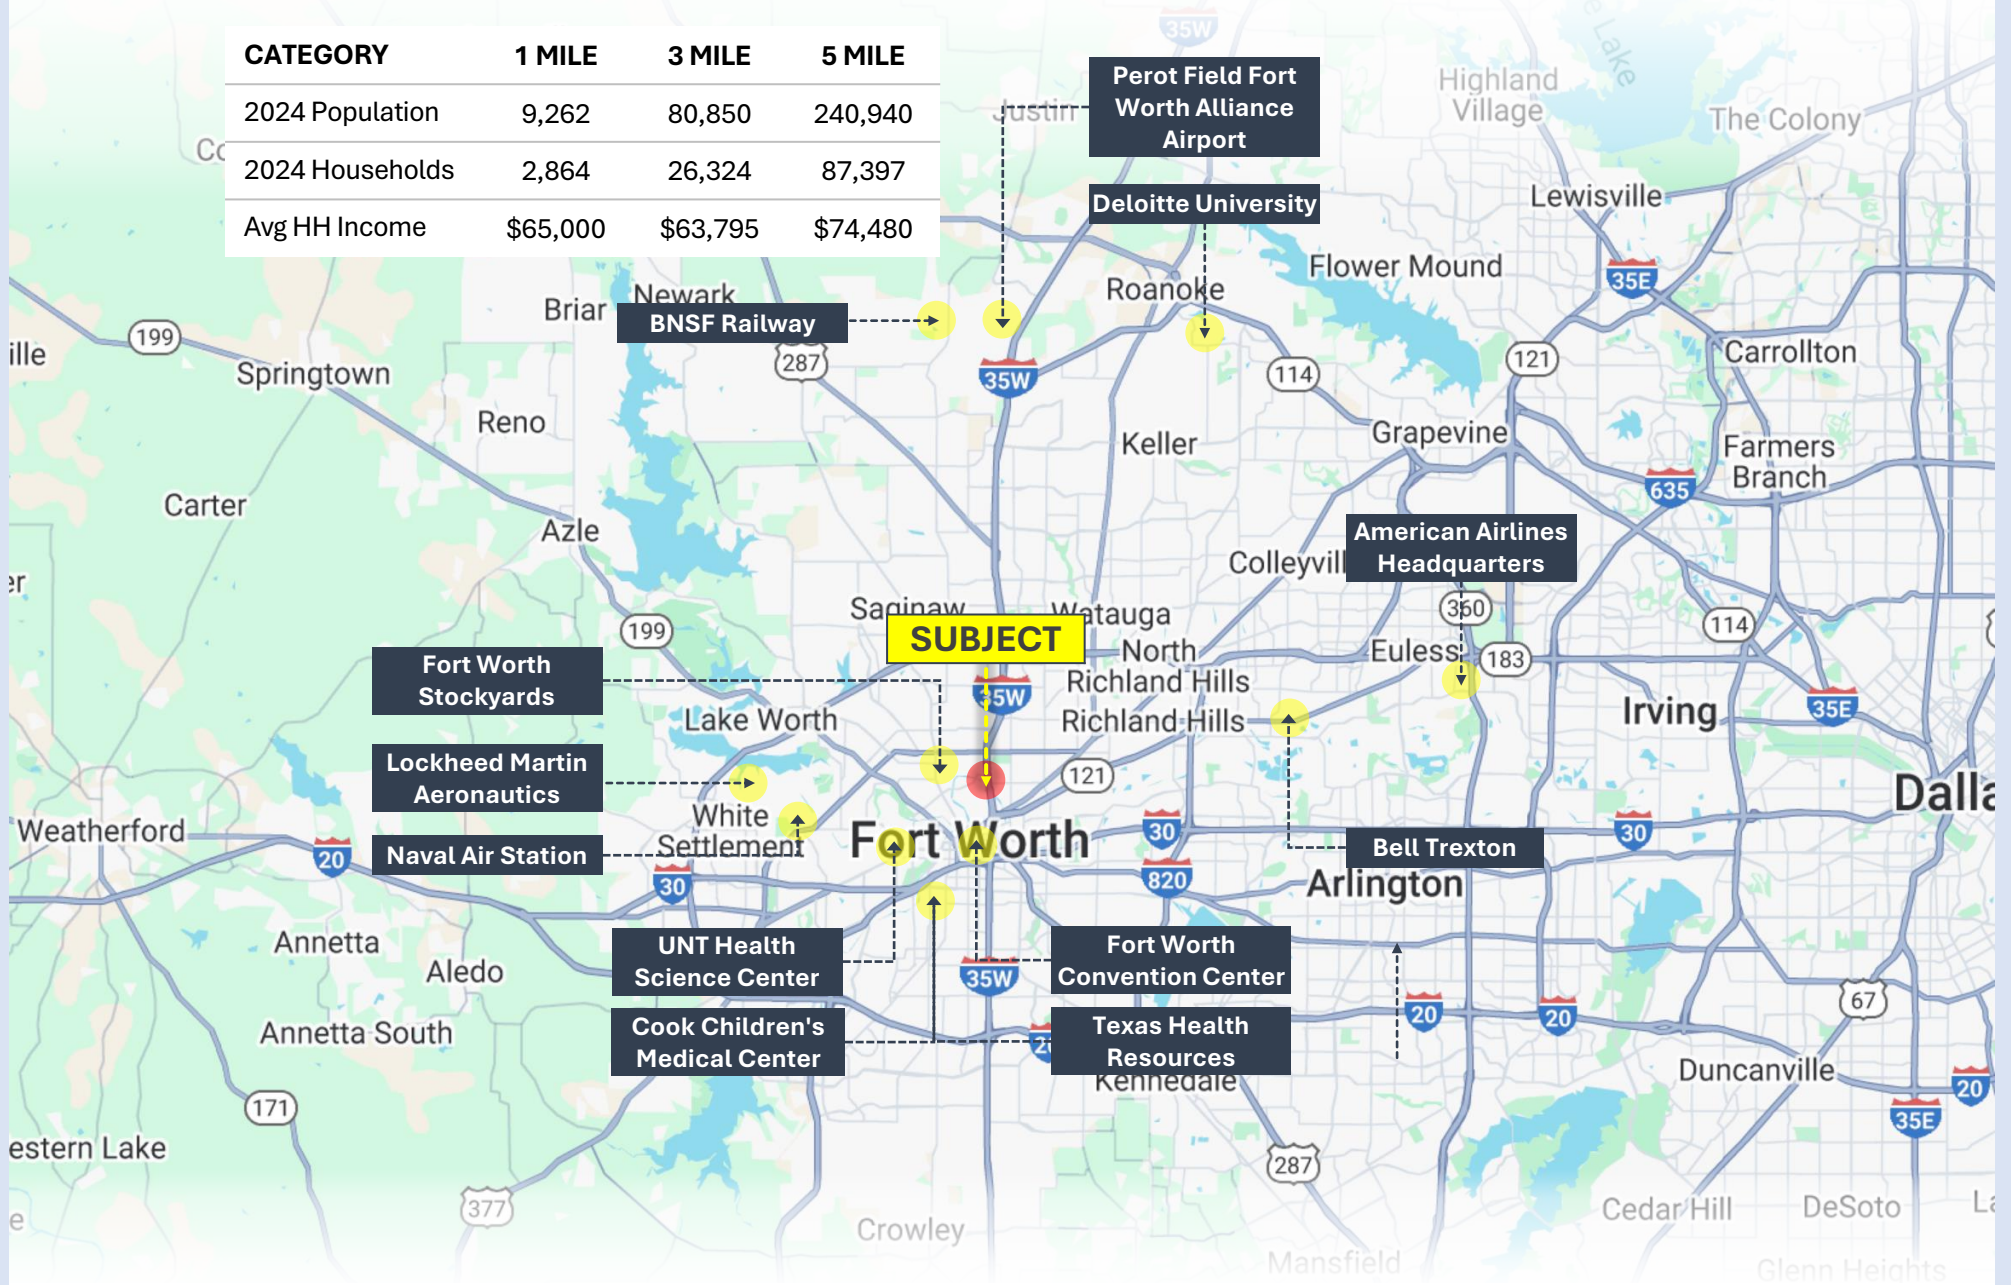 CATEGORY 1 MILE 3 MILE 5 MILE
2024 Population 9,262 80,850 240,940
2024 Households 2,864 26,324 87,397
Avg HH Income $65,000 $63,795 $74,480
35W
Perot Field Fort
Worth Alliance
Airport
Justin
Highland
Village
Lake
The Colony
Deloitte University
Lewisville
Flower Mound
35E
Roanoke
Briar
Newark
BNSF Railway
199
ille
Springtown
287
35W
114
121
Carrollton
Reno
Keller
Grapevine
Farmers
Branch
635
Carter
Azle
American Airlines
Headquarters
Colleyvill
er
Saginaw
Watauga
360
199
SUBJECT
North
Richland Hills
Richland Hills
Euless
183
114
Fort Worth
Stockyards
35W
Lake Worth
Irving
35E
Lockheed Martin
Aeronautics
121
Dalla
White
Settlement
Weatherford
20
Naval Air Station
Fort Worth
30
30
Bell Trexton
30
820
Arlington
UNT Health
Science Center
Fort Worth
Convention Center
Annetta
Aledo
35W
67
Cook Children's
Medical Center
Texas Health
Resources
20
20
Annetta South
Kennedale
Duncanville
20
171
35E
estern Lake
287
377
Crowley
Cedar Hill
DeSoto
La
e
Mansfield
Glenn Heights